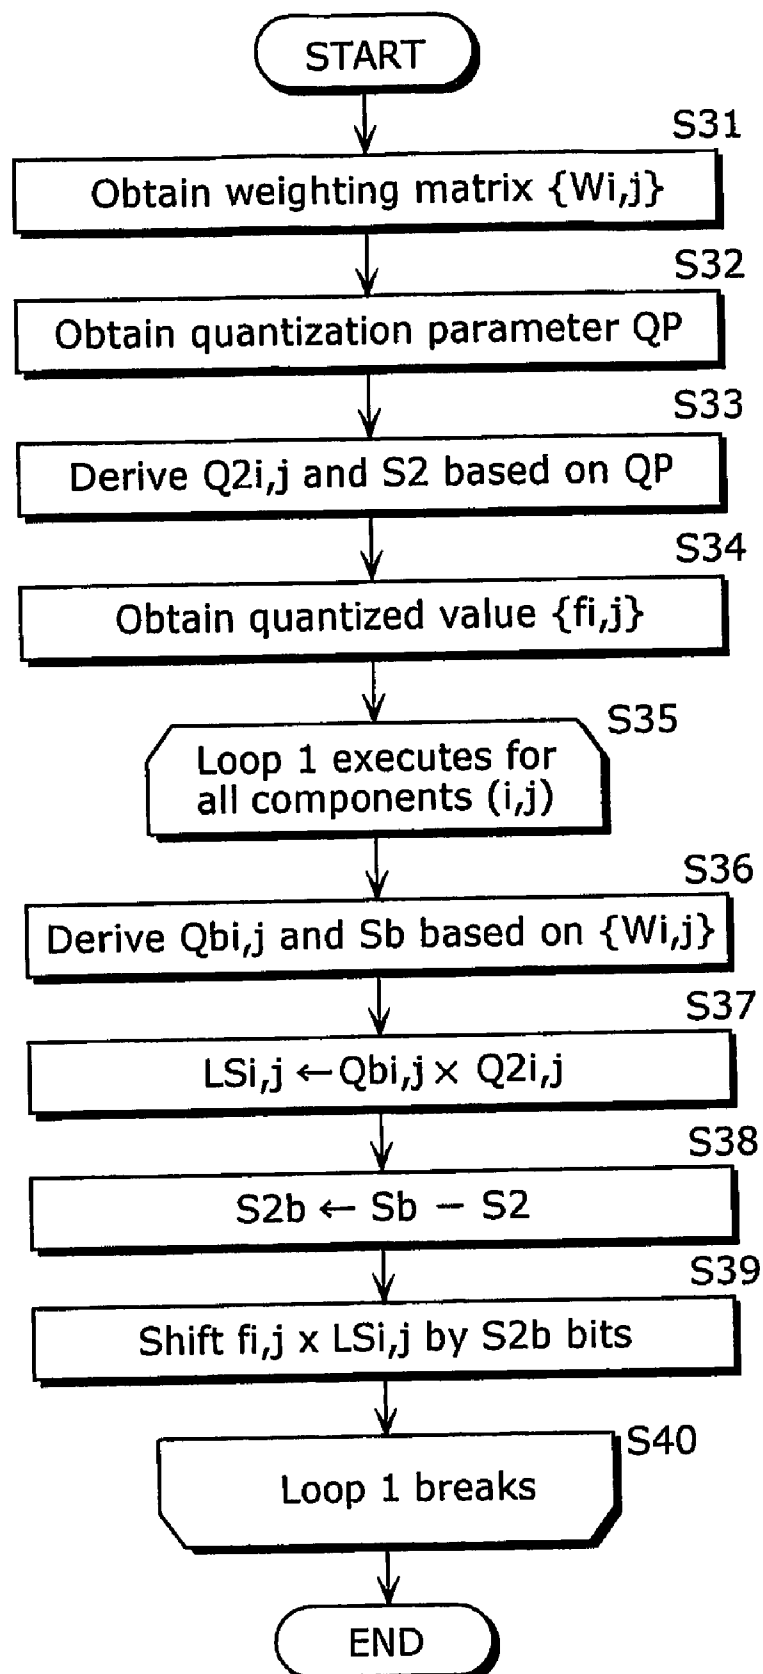 START
S31
Obtain weighting matrix {Wi,j}
S32
Obtain quantization parameter QP
S33
Derive Q2i,j and S2 based on QP
S34
Obtain quantized value {fi,j}
S35
Loop 1 executes for
all components (i,j)
S36
Derive Qbi,j and Sb based on {Wi,j}
S37
LSi,j ← Qbi,j × Q2i,j
S38
S2b ← Sb − S2
S39
Shift fi,j x LSi,j by S2b bits
S40
Loop 1 breaks
END